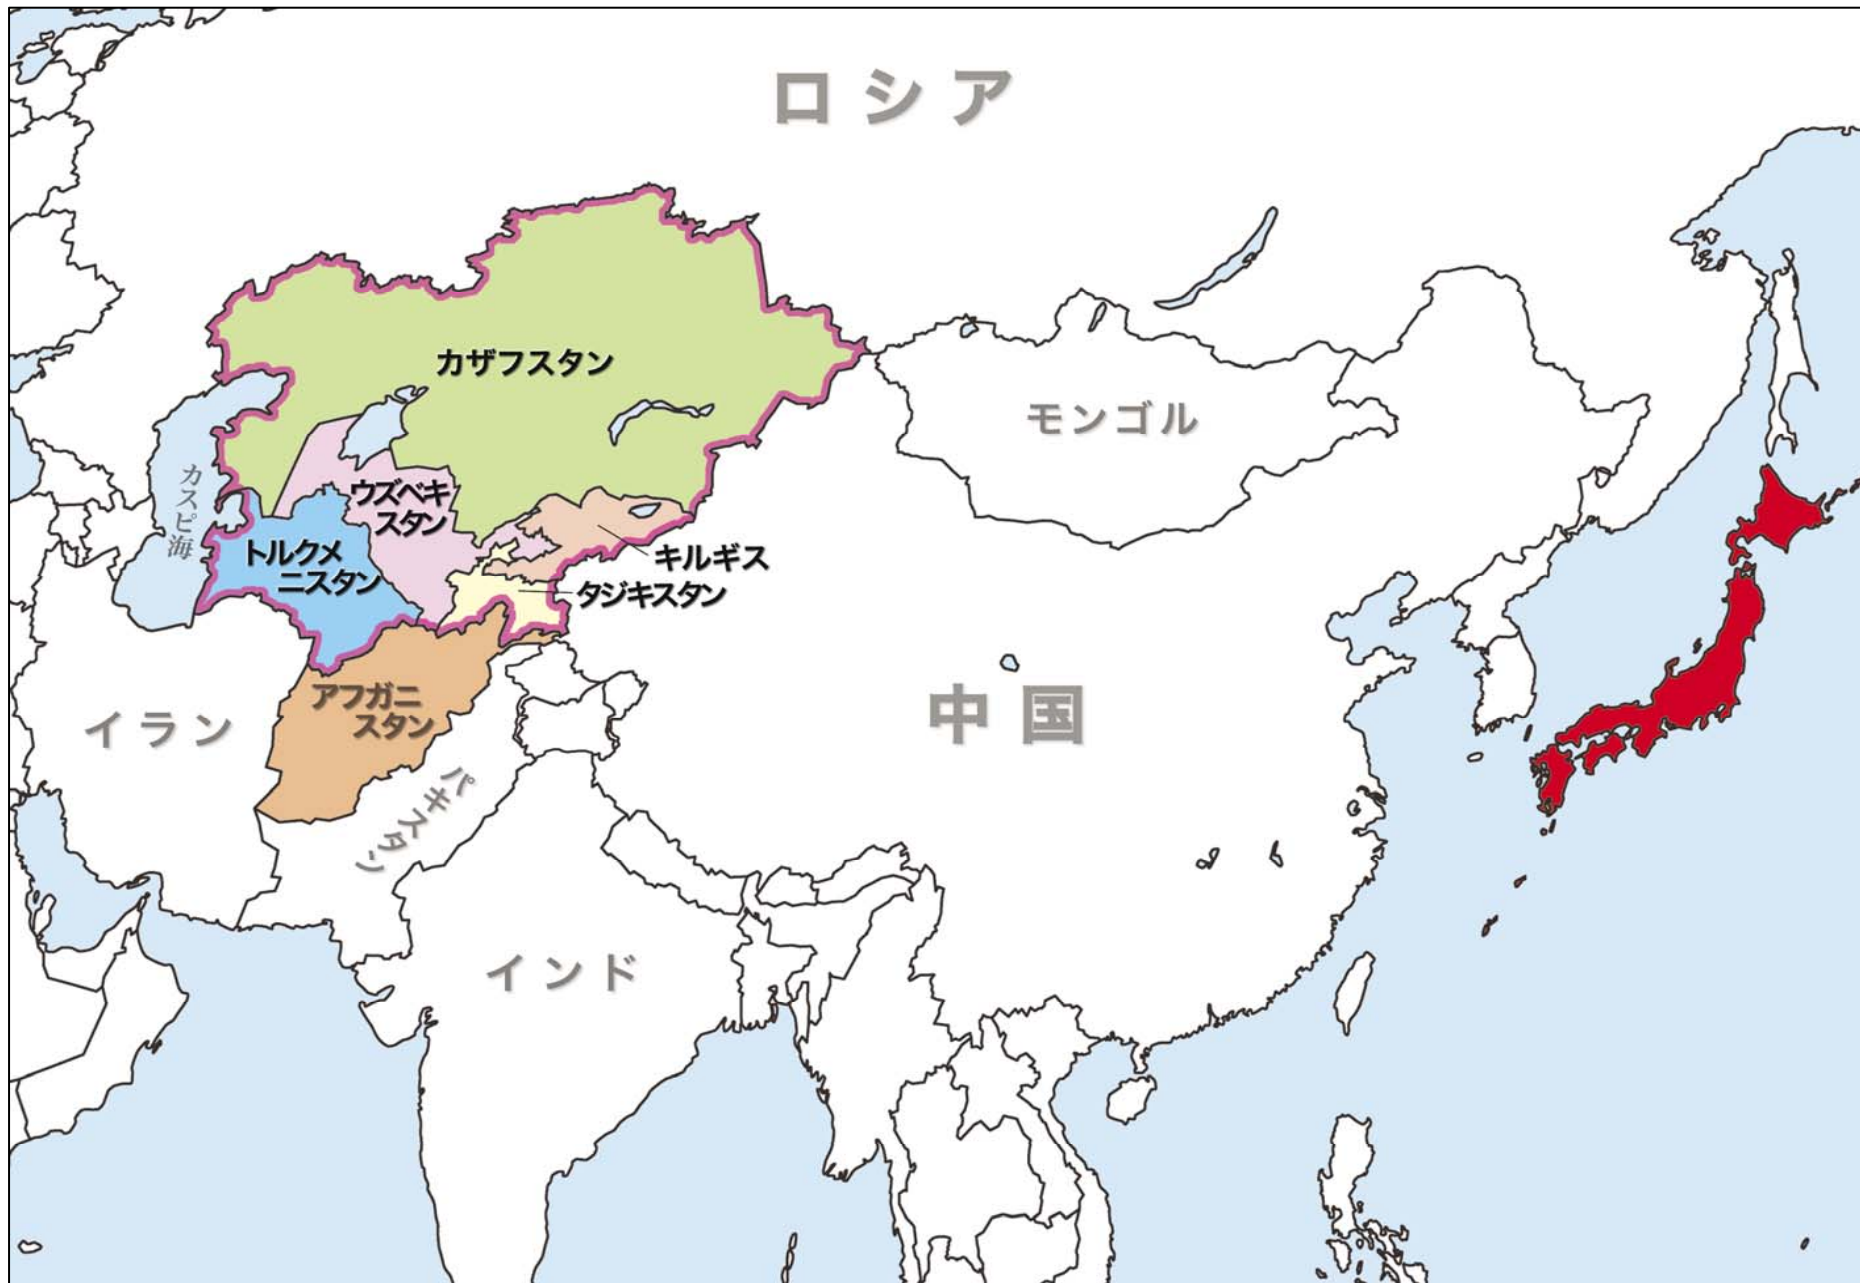 ロシア
カザフスタン
モンゴル
カスピ海
ウズベキ
スタン
トルクメ
ニスタン
キルギス
タジキスタン
アフガニ
スタン
イラン
中国
パキスタン
インド